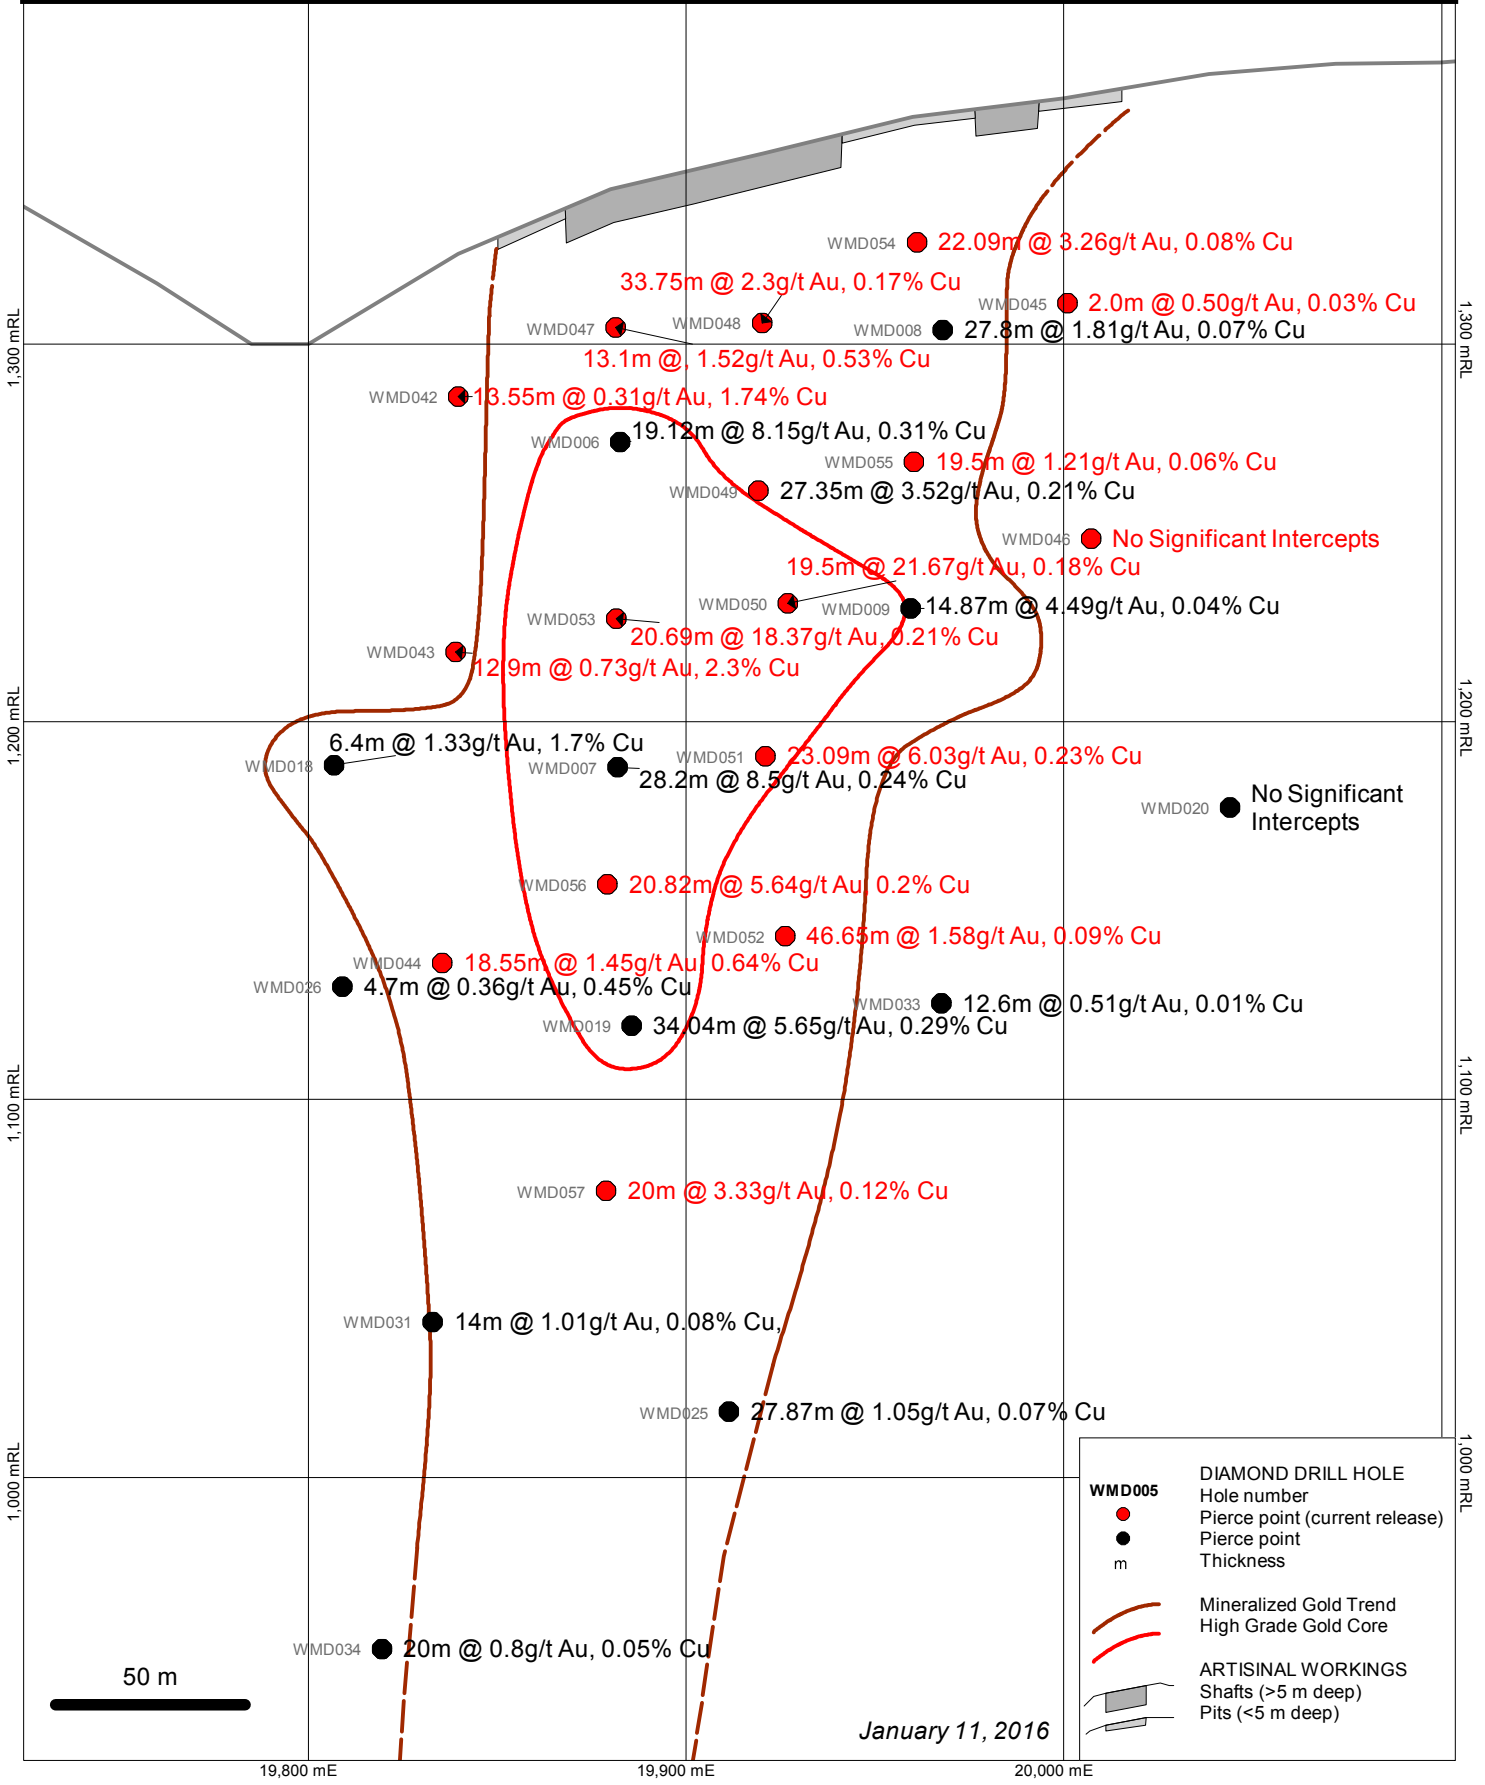 WMD054 22.09m @ 3.26g/t Au, 0.08% Cu
33.75m @ 2.3g/t Au, 0.17% Cu
WMD045 2.0m @ 0.50g/t Au, 0.03% Cu
WMD047 WMD048 WMD008 27.8m @ 1.81g/t Au, 0.07% Cu
1,300 mRL
1,300 mRL
13.1m @, 1.52g/t Au, 0.53% Cu
WMD042 13.55m @ 0.31g/t Au, 1.74% Cu
WMD006 19.12m @ 8.15g/t Au, 0.31% Cu
WMD055 19.5m @ 1.21g/t Au, 0.06% Cu
WMD049 27.35m @ 3.52g/t Au, 0.21% Cu
WMD046 No Significant Intercepts
19.5m @ 21.67g/t Au, 0.18% Cu
WMD050 WMD009 14.87m @ 4.49g/t Au, 0.04% Cu
WMD053
20.69m @ 18.37g/t Au, 0.21% Cu
WMD043
12.9m @ 0.73g/t Au, 2.3% Cu
1,200 mRL
1,200 mRL
6.4m @ 1.33g/t Au, 1.7% Cu
WMD018
WMD051 23.09m @ 6.03g/t Au, 0.23% Cu
WMD007
28.2m @ 8.5g/t Au, 0.24% Cu
WMD020 No Significant
Intercepts
WMD056 20.82m @ 5.64g/t Au, 0.2% Cu
WMD052 46.65m @ 1.58g/t Au, 0.09% Cu
WMD044 18.55m @ 1.45g/t Au, 0.64% Cu
WMD026 4.7m @ 0.36g/t Au, 0.45% Cu
WMD033 12.6m @ 0.51g/t Au, 0.01% Cu
WMD019 34.04m @ 5.65g/t Au, 0.29% Cu
1,100 mRL
1,100 mRL
WMD057 20m @ 3.33g/t Au, 0.12% Cu
WMD031 14m @ 1.01g/t Au, 0.08% Cu,
WMD025 27.87m @ 1.05g/t Au, 0.07% Cu
1,000 mRL
1,000 mRL
DIAMOND DRILL HOLE
WMD005 Hole number
Pierce point (current release)
Pierce point
m Thickness
Mineralized Gold Trend
High Grade Gold Core
ARTISINAL WORKINGS
Shafts (>5 m deep)
Pits (<5 m deep)
WMD034 20m @ 0.8g/t Au, 0.05% Cu
50 m
January 11, 2016
19,800 mE 19,900 mE 20,000 mE